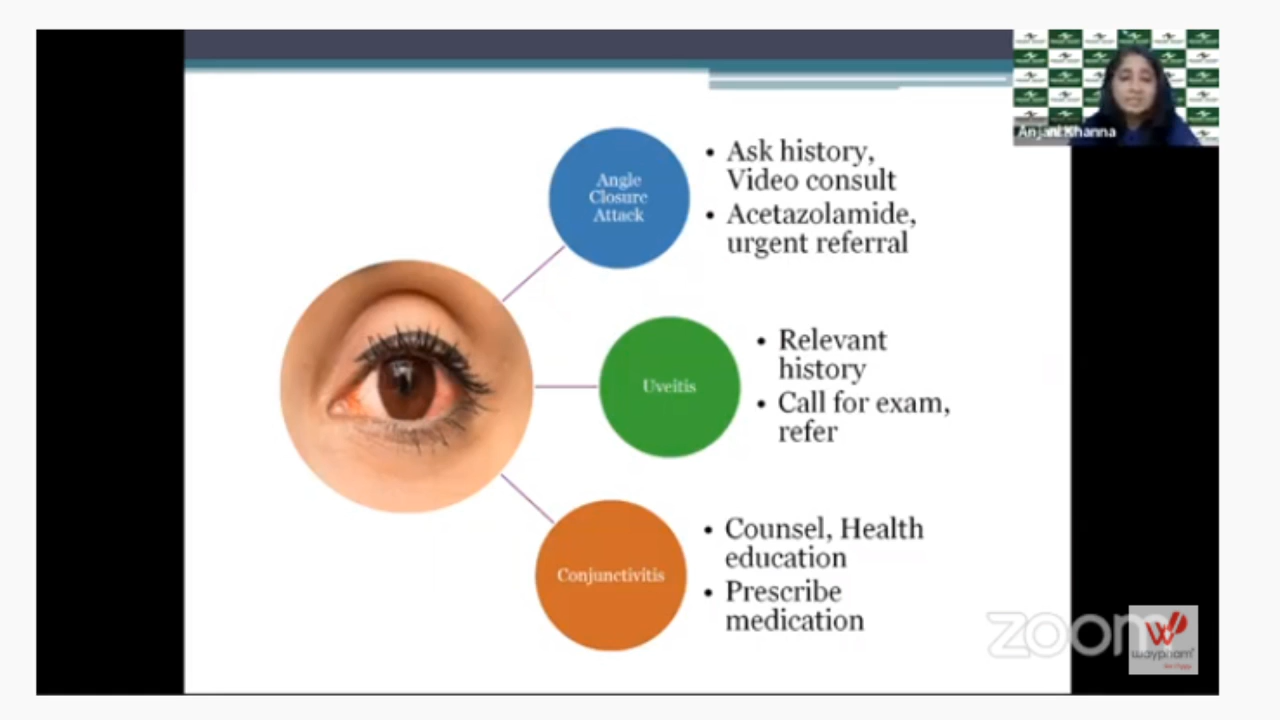 Anjani Khanna
Angle
Closure
Attack
• Ask history,
Video consult
• Acetazolamide,
urgent referral
Uveitis
• Relevant
history
• Call for exam,
refer
Conjunctivitis
• Counsel, Health
education
• Prescribe
medication
zoom